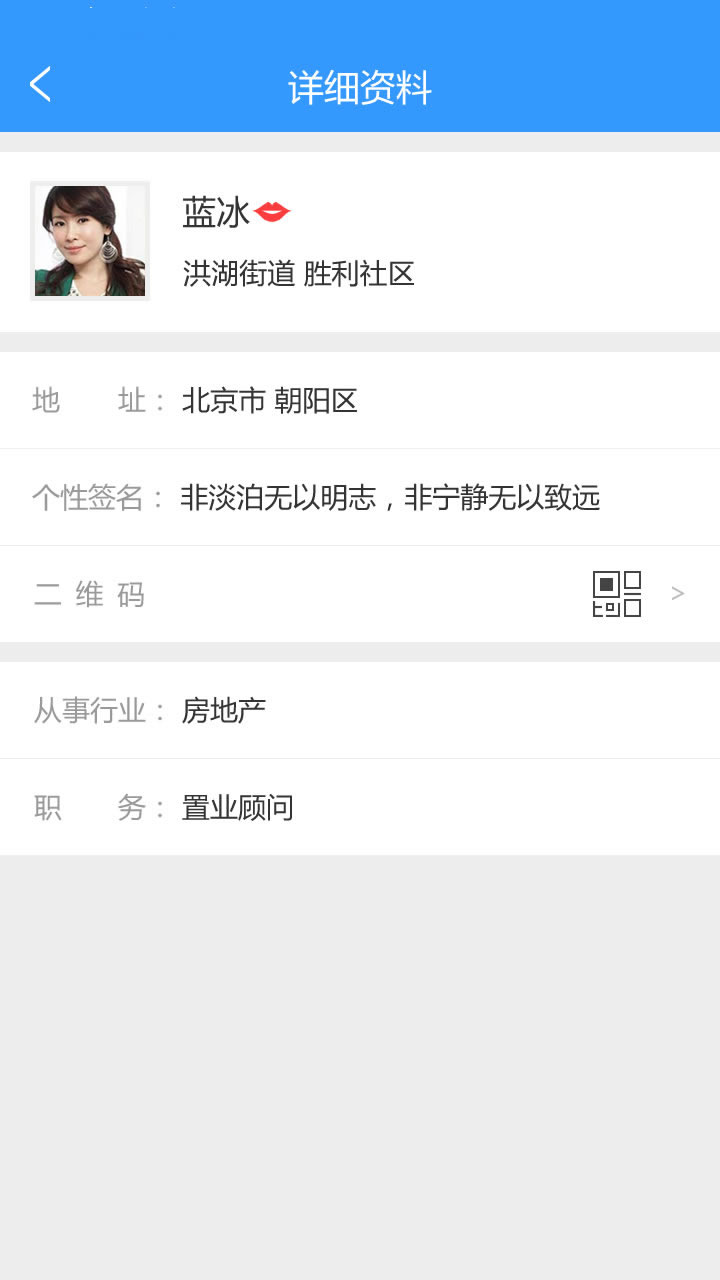 详细资料
蓝冰
洪湖街道 胜利社区
地 址： 北京市 朝阳区
个性签名： 非淡泊无以明志，非宁静无以致远
二 维 码 >
从事行业： 房地产
职 务： 置业顾问